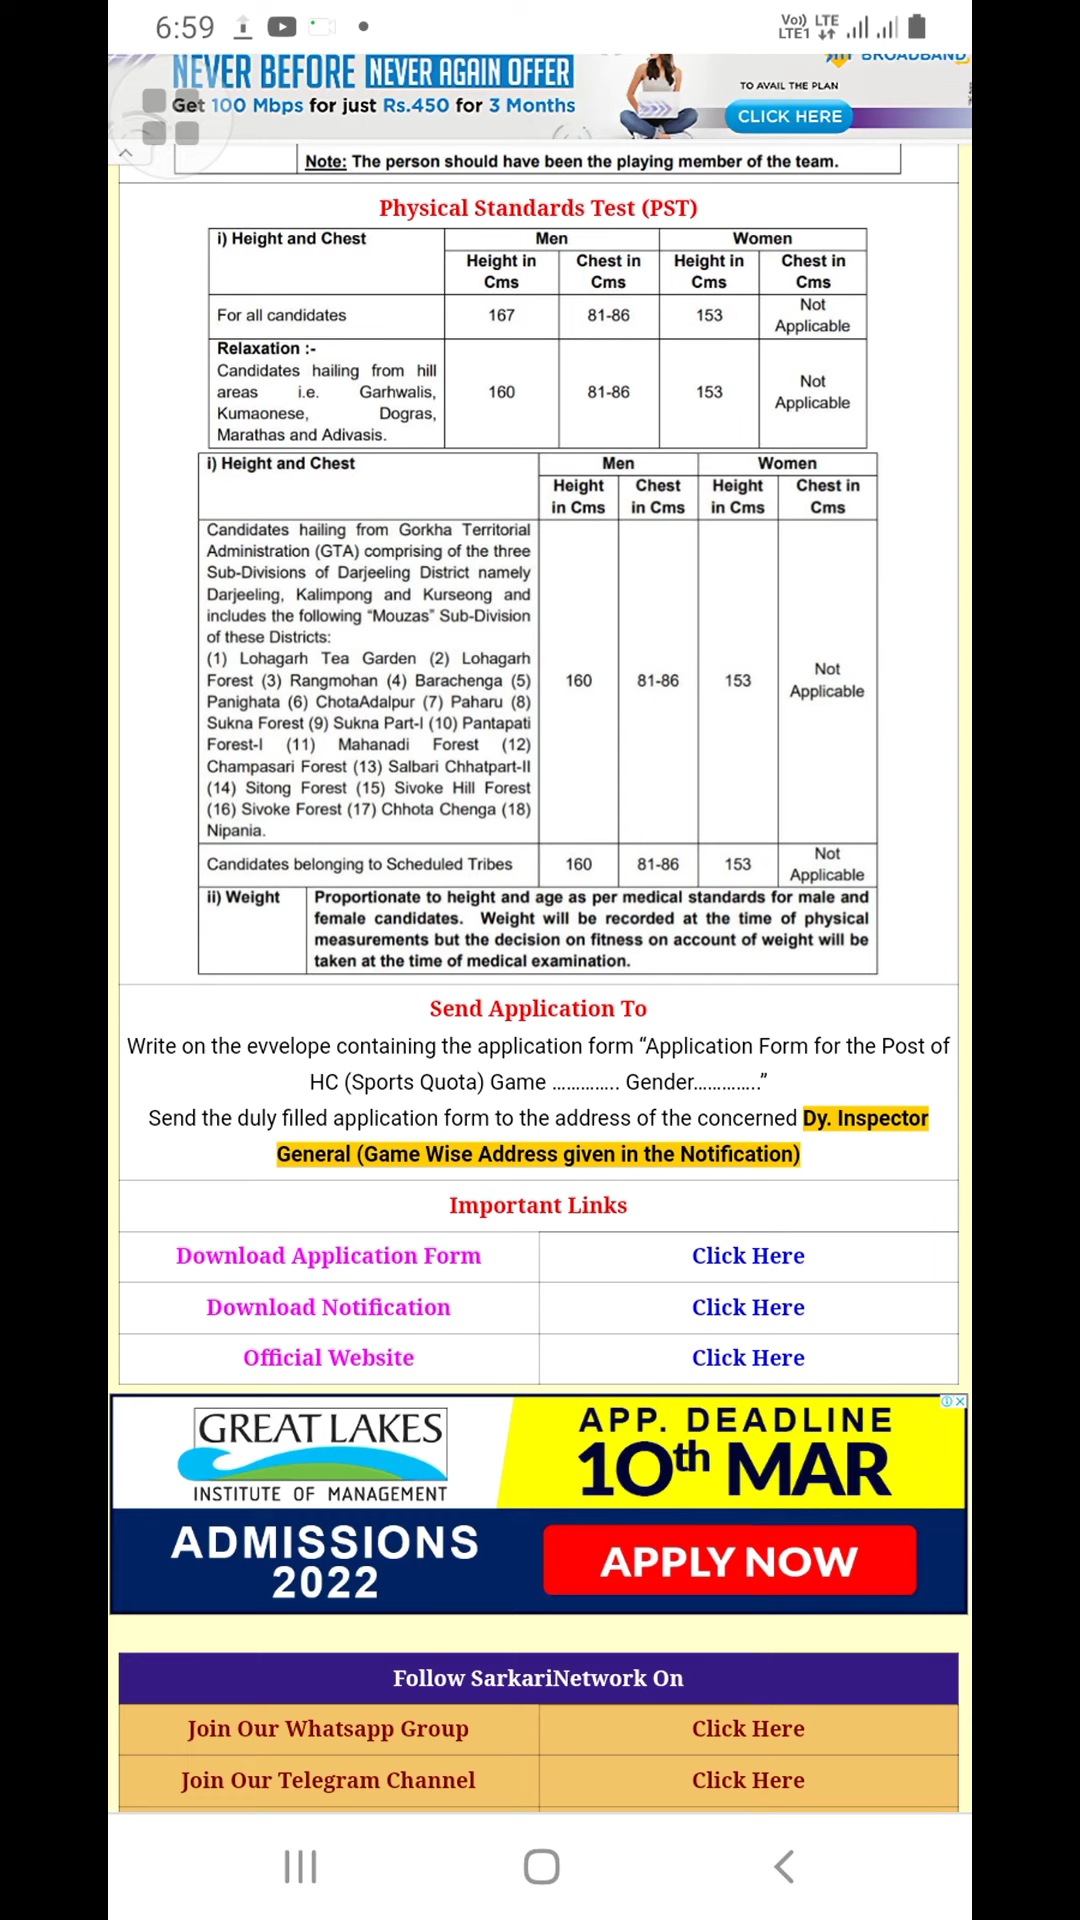 6:59
Vo)) LTE
LTE1
NEVER BEFORE NEVER AGAIN OFFER
Get 100 Mbps for just Rs.450 for 3 Months
BROADBAND
TO AVAIL THE PLAN
CLICK HERE
Note: The person should have been the playing member of the team.
Physical Standards Test (PST)
i) Height and Chest Men Women
Height in Chest in Height in Chest in
Cms Cms Cms Cms
For all candidates 167 81-86 153 Not
Applicable
Relaxation :-
Candidates hailing from hill
areas i.e. Garhwalis,
Kumaonese, Dogras,
Marathas and Adivasis.
160 81-86 153 Not
Applicable
i) Height and Chest Men Women
Height Chest Height Chest in
in Cms in Cms in Cms Cms
Candidates hailing from Gorkha Territorial
Administration (GTA) comprising of the three
Sub-Divisions of Darjeeling District namely
Darjeeling, Kalimpong and Kurseong and
includes the following “Mouzas” Sub-Division
of these Districts:
(1) Lohagarh Tea Garden (2) Lohagarh
Forest (3) Rangmohan (4) Barachenga (5)
Panighata (6) ChotaAdalpur (7) Paharu (8)
Sukna Forest (9) Sukna Part-I (10) Pantapati
Forest-I (11) Mahanadi Forest (12)
Champasari Forest (13) Salbari Chhatpart-II
(14) Sitong Forest (15) Sivoke Hill Forest
(16) Sivoke Forest (17) Chhota Chenga (18)
Nipania.
160 81-86 153 Not
Applicable
Candidates belonging to Scheduled Tribes 160 81-86 153 Not
Applicable
ii) Weight Proportionate to height and age as per medical standards for male and
female candidates. Weight will be recorded at the time of physical
measurements but the decision on fitness on account of weight will be
taken at the time of medical examination.
Send Application To
Write on the evvelope containing the application form “Application Form for the Post of
HC (Sports Quota) Game ………….. Gender…………..”
Send the duly filled application form to the address of the concerned Dy. Inspector
General (Game Wise Address given in the Notification)
Important Links
Download Application Form Click Here
Download Notification Click Here
Official Website Click Here
GREAT LAKES
INSTITUTE OF MANAGEMENT
APP. DEADLINE
10th MAR
ADMISSIONS
2022
APPLY NOW
Follow SarkariNetwork On
Join Our Whatsapp Group Click Here
Join Our Telegram Channel Click Here